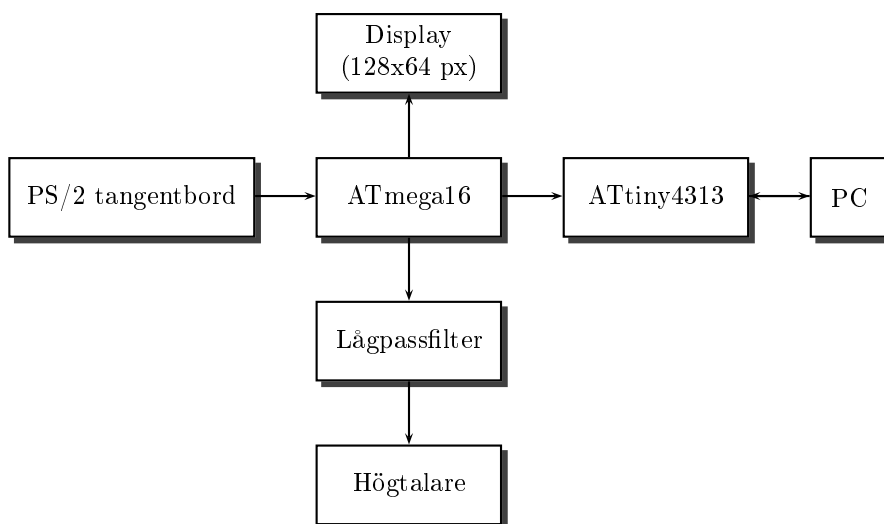 Display
(128x64 px)
PS/2 tangentbord
ATmega16
ATtiny4313
PC
Lågpassfilter
Högtalare